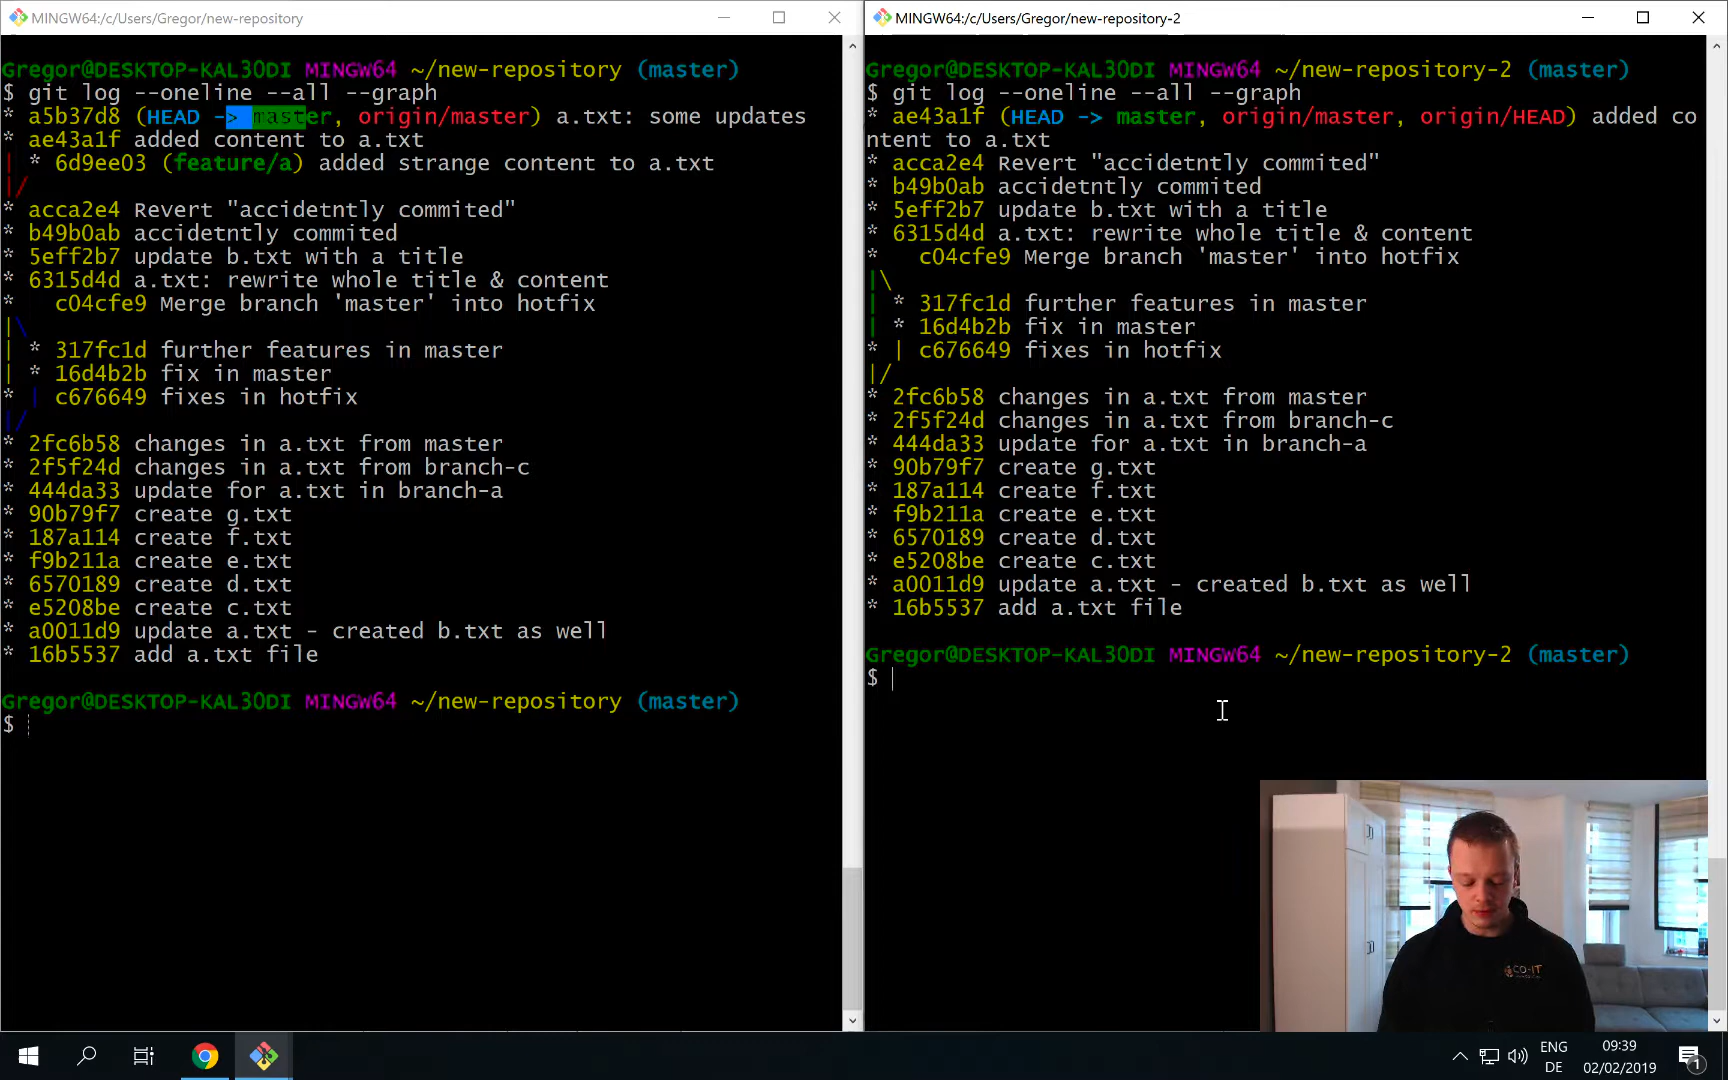 MINGW64:/c/Users/Gregor/new-repository
Gregor@DESKTOP-KAL3ODI MINGW64 ~/new-repository (master)
$ git log --oneline --all --graph
* a5b37d8 (HEAD -> master, origin/master) a.txt: some updates
* ae43a1f added content to a.txt
| * 6d9ee03 (feature/a) added strange content to a.txt
|/
* acca2e4 Revert "accidetntly commited"
* b49b0ab accidetntly commited
* 5eff2b7 update b.txt with a title
* 6315d4d a.txt: rewrite whole title & content
*   c04cfe9 Merge branch 'master' into hotfix
|\
| * 317fc1d further features in master
| * 16d4b2b fix in master
* | c676649 fixes in hotfix
|/
* 2fc6b58 changes in a.txt from master
* 2f5f24d changes in a.txt from branch-c
* 444da33 update for a.txt in branch-a
* 90b79f7 create g.txt
* 187a114 create f.txt
* f9b211a create e.txt
* 6570189 create d.txt
* e5208be create c.txt
* a0011d9 update a.txt - created b.txt as well
* 16b5537 add a.txt file
Gregor@DESKTOP-KAL3ODI MINGW64 ~/new-repository (master)
$
MINGW64:/c/Users/Gregor/new-repository-2
Gregor@DESKTOP-KAL3ODI MINGW64 ~/new-repository-2 (master)
$ git log --oneline --all --graph
* ae43a1f (HEAD -> master, origin/master, origin/HEAD) added co
ntent to a.txt
* acca2e4 Revert "accidetntly commited"
* b49b0ab accidetntly commited
* 5eff2b7 update b.txt with a title
* 6315d4d a.txt: rewrite whole title & content
*   c04cfe9 Merge branch 'master' into hotfix
|\
| * 317fc1d further features in master
| * 16d4b2b fix in master
* | c676649 fixes in hotfix
|/
* 2fc6b58 changes in a.txt from master
* 2f5f24d changes in a.txt from branch-c
* 444da33 update for a.txt in branch-a
* 90b79f7 create g.txt
* 187a114 create f.txt
* f9b211a create e.txt
* 6570189 create d.txt
* e5208be create c.txt
* a0011d9 update a.txt - created b.txt as well
* 16b5537 add a.txt file
Gregor@DESKTOP-KAL3ODI MINGW64 ~/new-repository-2 (master)
$
CO-IT
ENG
DE
09:39
02/02/2019
1